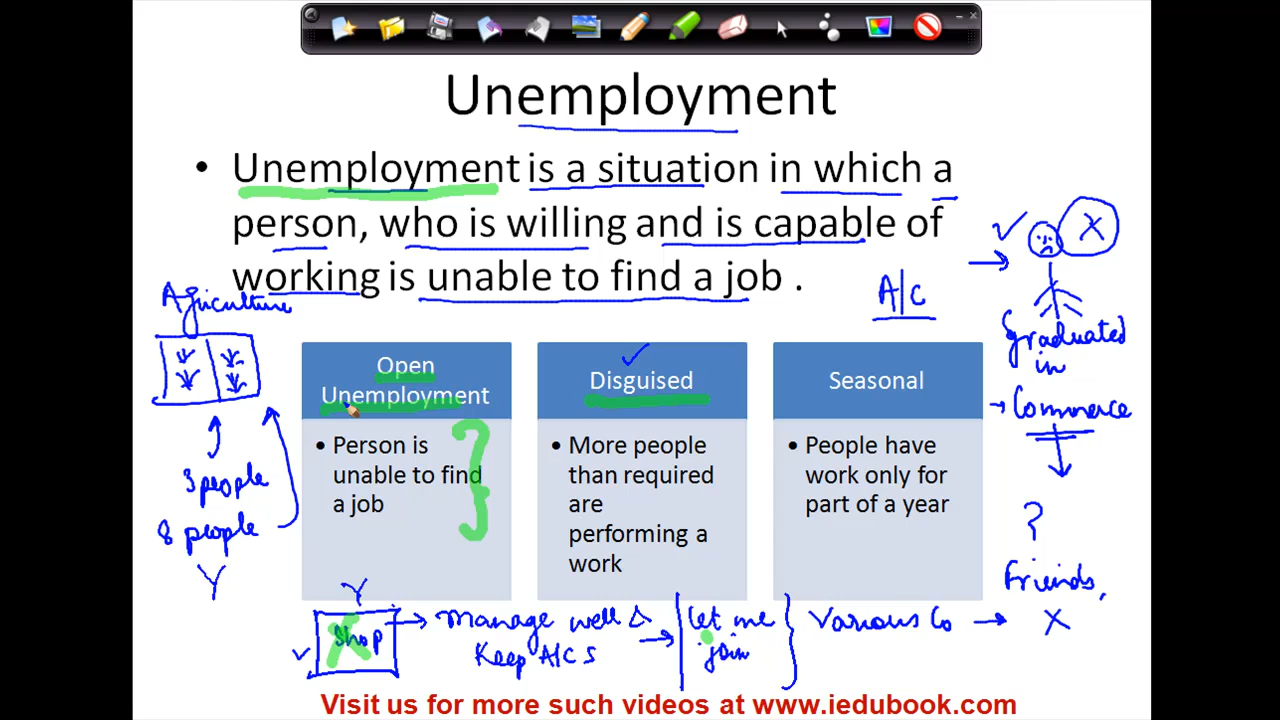 Unemployment
• Unemployment is a situation in which a
person, who is willing and is capable of
working is unable to find a job .
Agriculture
3 people
8 people
Y
A/C
X
Graduated
in
→ Commerce
?
Friends,
X
Open
Unemployment
• Person is
unable to find
a job
Disguised
• More people
than required
are
performing a
work
Seasonal
• People have
work only for
part of a year
Y
Shop
→ Manage well &
Keep A/CS
→ let me
join
Various Co →
Visit us for more such videos at www.iedubook.com